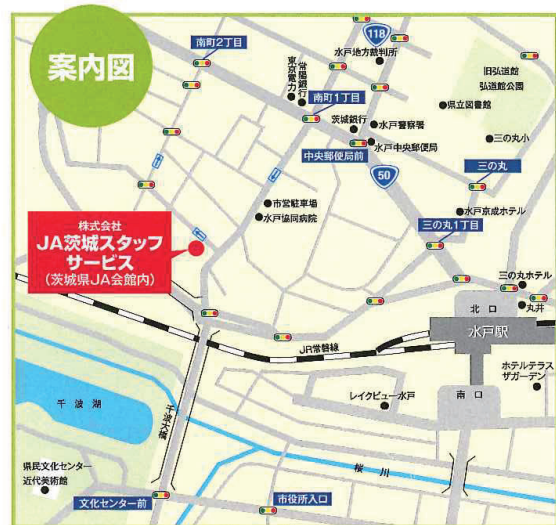 案内図
南町2丁目
118
水戸地方裁判所
旧弘道館
弘道館公園
東京電力
常陽銀行
南町1丁目
県立図書館
茨城銀行
水戸警察署
三の丸小
水戸中央郵便局
中央郵便局前
50
三の丸
市営駐車場
水戸協同病院
水戸京成ホテル
三の丸1丁目
株式会社
JA茨城スタッフ
サービス
(茨城県JA会館内)
三の丸ホテル
丸井
北口
水戸駅
JR常磐線
ホテルテラス
ザガーデン
レイクビュー水戸
南口
千波湖
千波大橋
桜川
県民文化センター
近代美術館
文化センター前
市役所入口